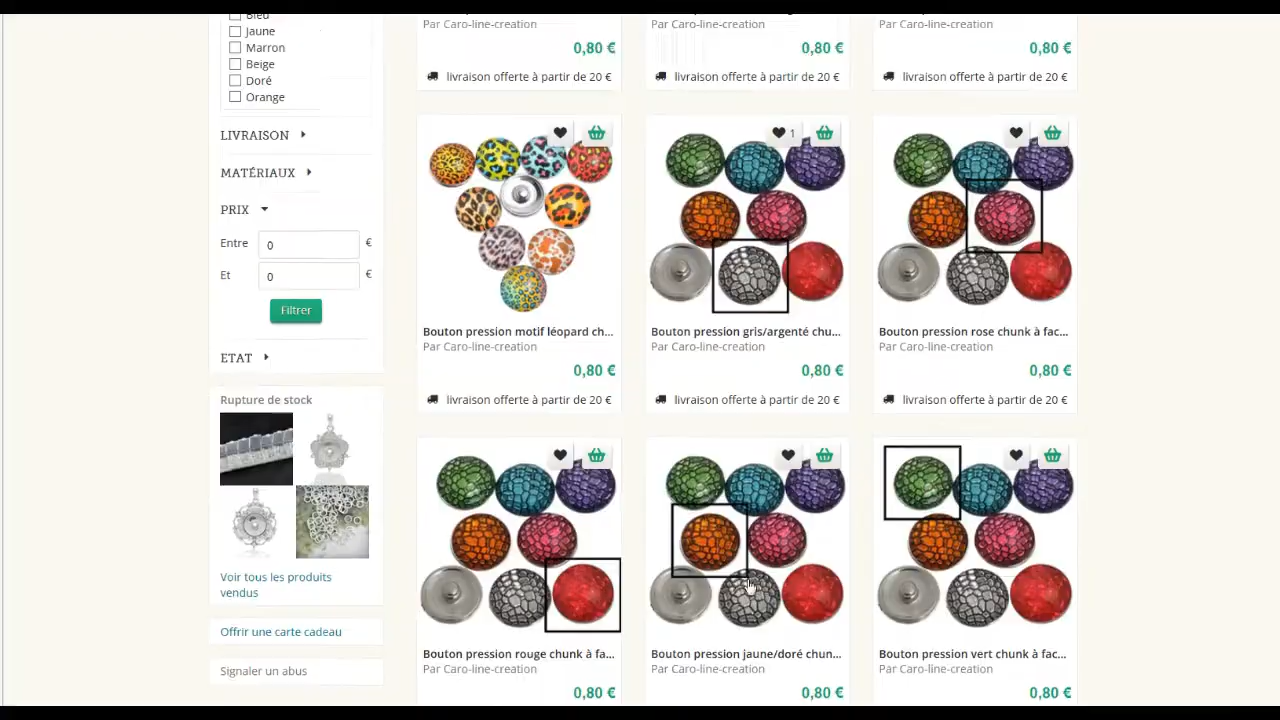 Bleu
Jaune
Marron
Beige
Doré
Orange
LIVRAISON
MATÉRIAUX
PRIX
Entre 0 €
Et 0 €
Filtrer
ETAT
Rupture de stock
Voir tous les produits
vendus
Offrir une carte cadeau
Signaler un abus
Par Caro-line-creation
0,80 €
livraison offerte à partir de 20 €
Par Caro-line-creation
0,80 €
livraison offerte à partir de 20 €
Par Caro-line-creation
0,80 €
livraison offerte à partir de 20 €
Bouton pression motif léopard ch...
Par Caro-line-creation
0,80 €
livraison offerte à partir de 20 €
1
Bouton pression gris/argenté chu...
Par Caro-line-creation
0,80 €
livraison offerte à partir de 20 €
Bouton pression rose chunk à fac...
Par Caro-line-creation
0,80 €
livraison offerte à partir de 20 €
Bouton pression rouge chunk à fa...
Par Caro-line-creation
0,80 €
Bouton pression jaune/doré chun...
Par Caro-line-creation
0,80 €
Bouton pression vert chunk à fac...
Par Caro-line-creation
0,80 €